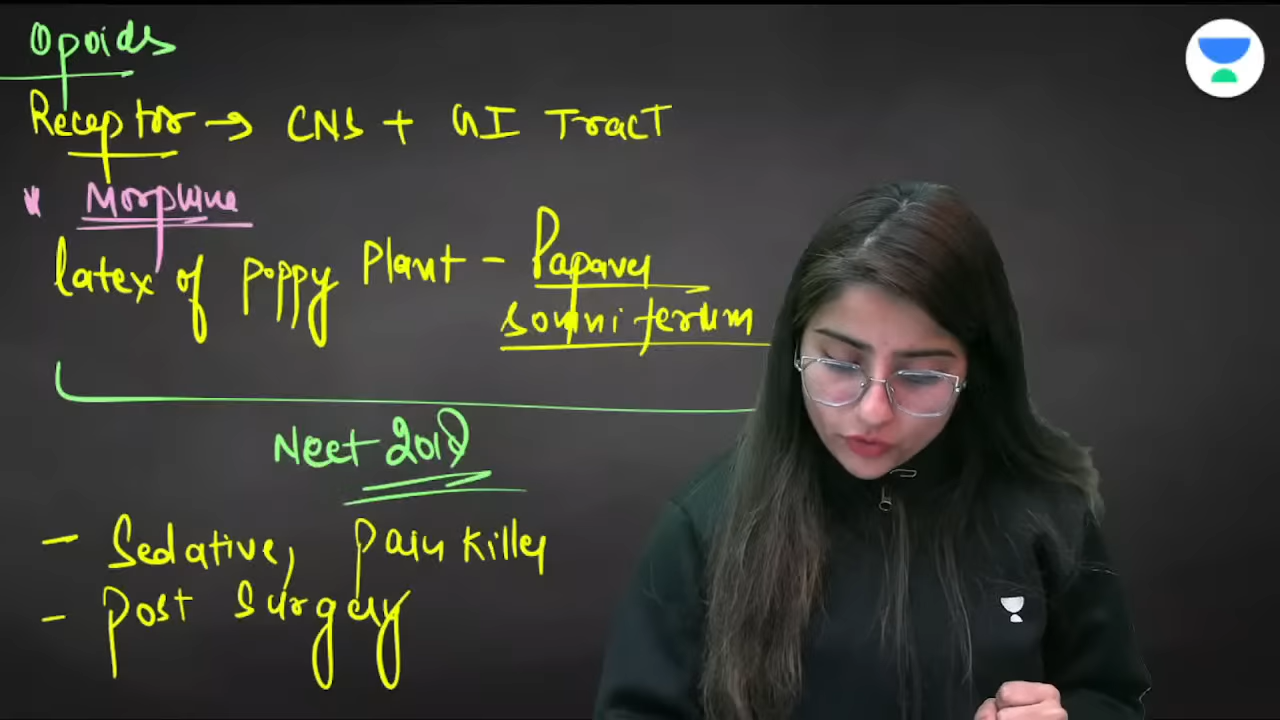 Opoids
Receptor → CNS + GI Tract
* Morphine
latex of poppy Plant - Papaver
somniferum
Neet 2018
- Sedative, Pain Killer
- Post Surgery